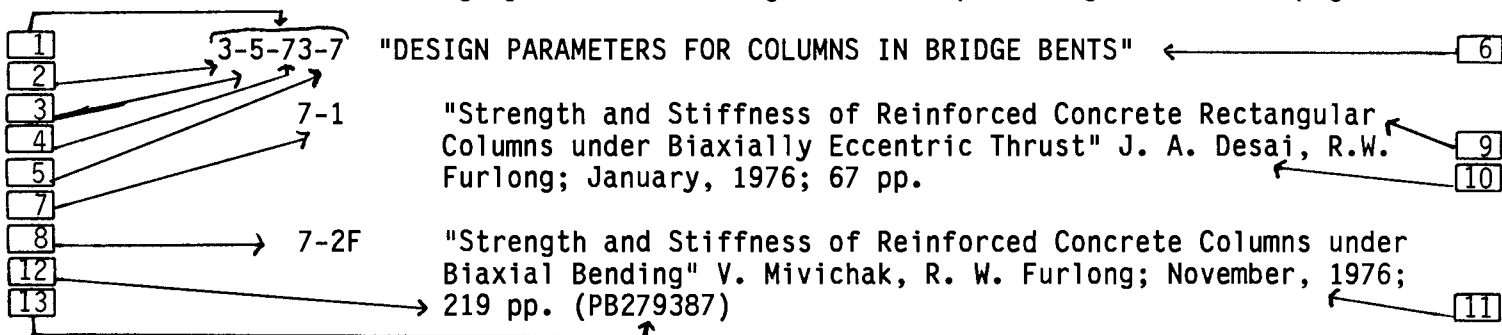 1 3-5-73-7 "DESIGN PARAMETERS FOR COLUMNS IN BRIDGE BENTS" 6
2
3 7-1 "Strength and Stiffness of Reinforced Concrete Rectangular
4 Columns under Biaxially Eccentric Thrust" J. A. Desai, R.W. 9
5 Furlong; January, 1976; 67 pp. 10
7
8 7-2F "Strength and Stiffness of Reinforced Concrete Columns under
12 Biaxial Bending" V. Mivichak, R. W. Furlong; November, 1976;
13 219 pp. (PB279387) 11